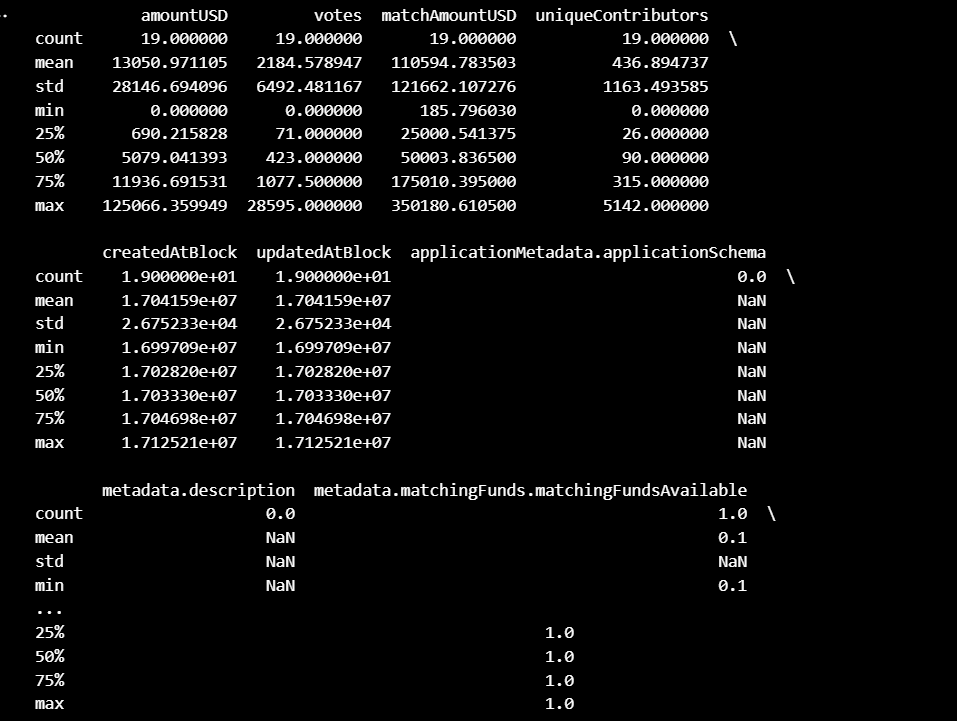 ..
amountUSD votes matchAmountUSD uniqueContributors
count 19.000000 19.000000 19.000000 19.000000 \
mean 13050.971105 2184.578947 110594.783503 436.894737
std 28146.694096 6492.481167 121662.107276 1163.493585
min 0.000000 0.000000 185.796030 0.000000
25% 690.215828 71.000000 25000.541375 26.000000
50% 5079.041393 423.000000 50003.836500 90.000000
75% 11936.691531 1077.500000 175010.395000 315.000000
max 125066.359949 28595.000000 350180.610500 5142.000000
createdAtBlock updatedAtBlock applicationMetadata.applicationSchema
count 1.900000e+01 1.900000e+01 0.0 \
mean 1.704159e+07 1.704159e+07 NaN
std 2.675233e+04 2.675233e+04 NaN
min 1.699709e+07 1.699709e+07 NaN
25% 1.702820e+07 1.702820e+07 NaN
50% 1.703330e+07 1.703330e+07 NaN
75% 1.704698e+07 1.704698e+07 NaN
max 1.712521e+07 1.712521e+07 NaN
metadata.description metadata.matchingFunds.matchingFundsAvailable
count 0.0 1.0 \
mean NaN 0.1
std NaN NaN
min NaN 0.1
...
25% 1.0
50% 1.0
75% 1.0
max 1.0